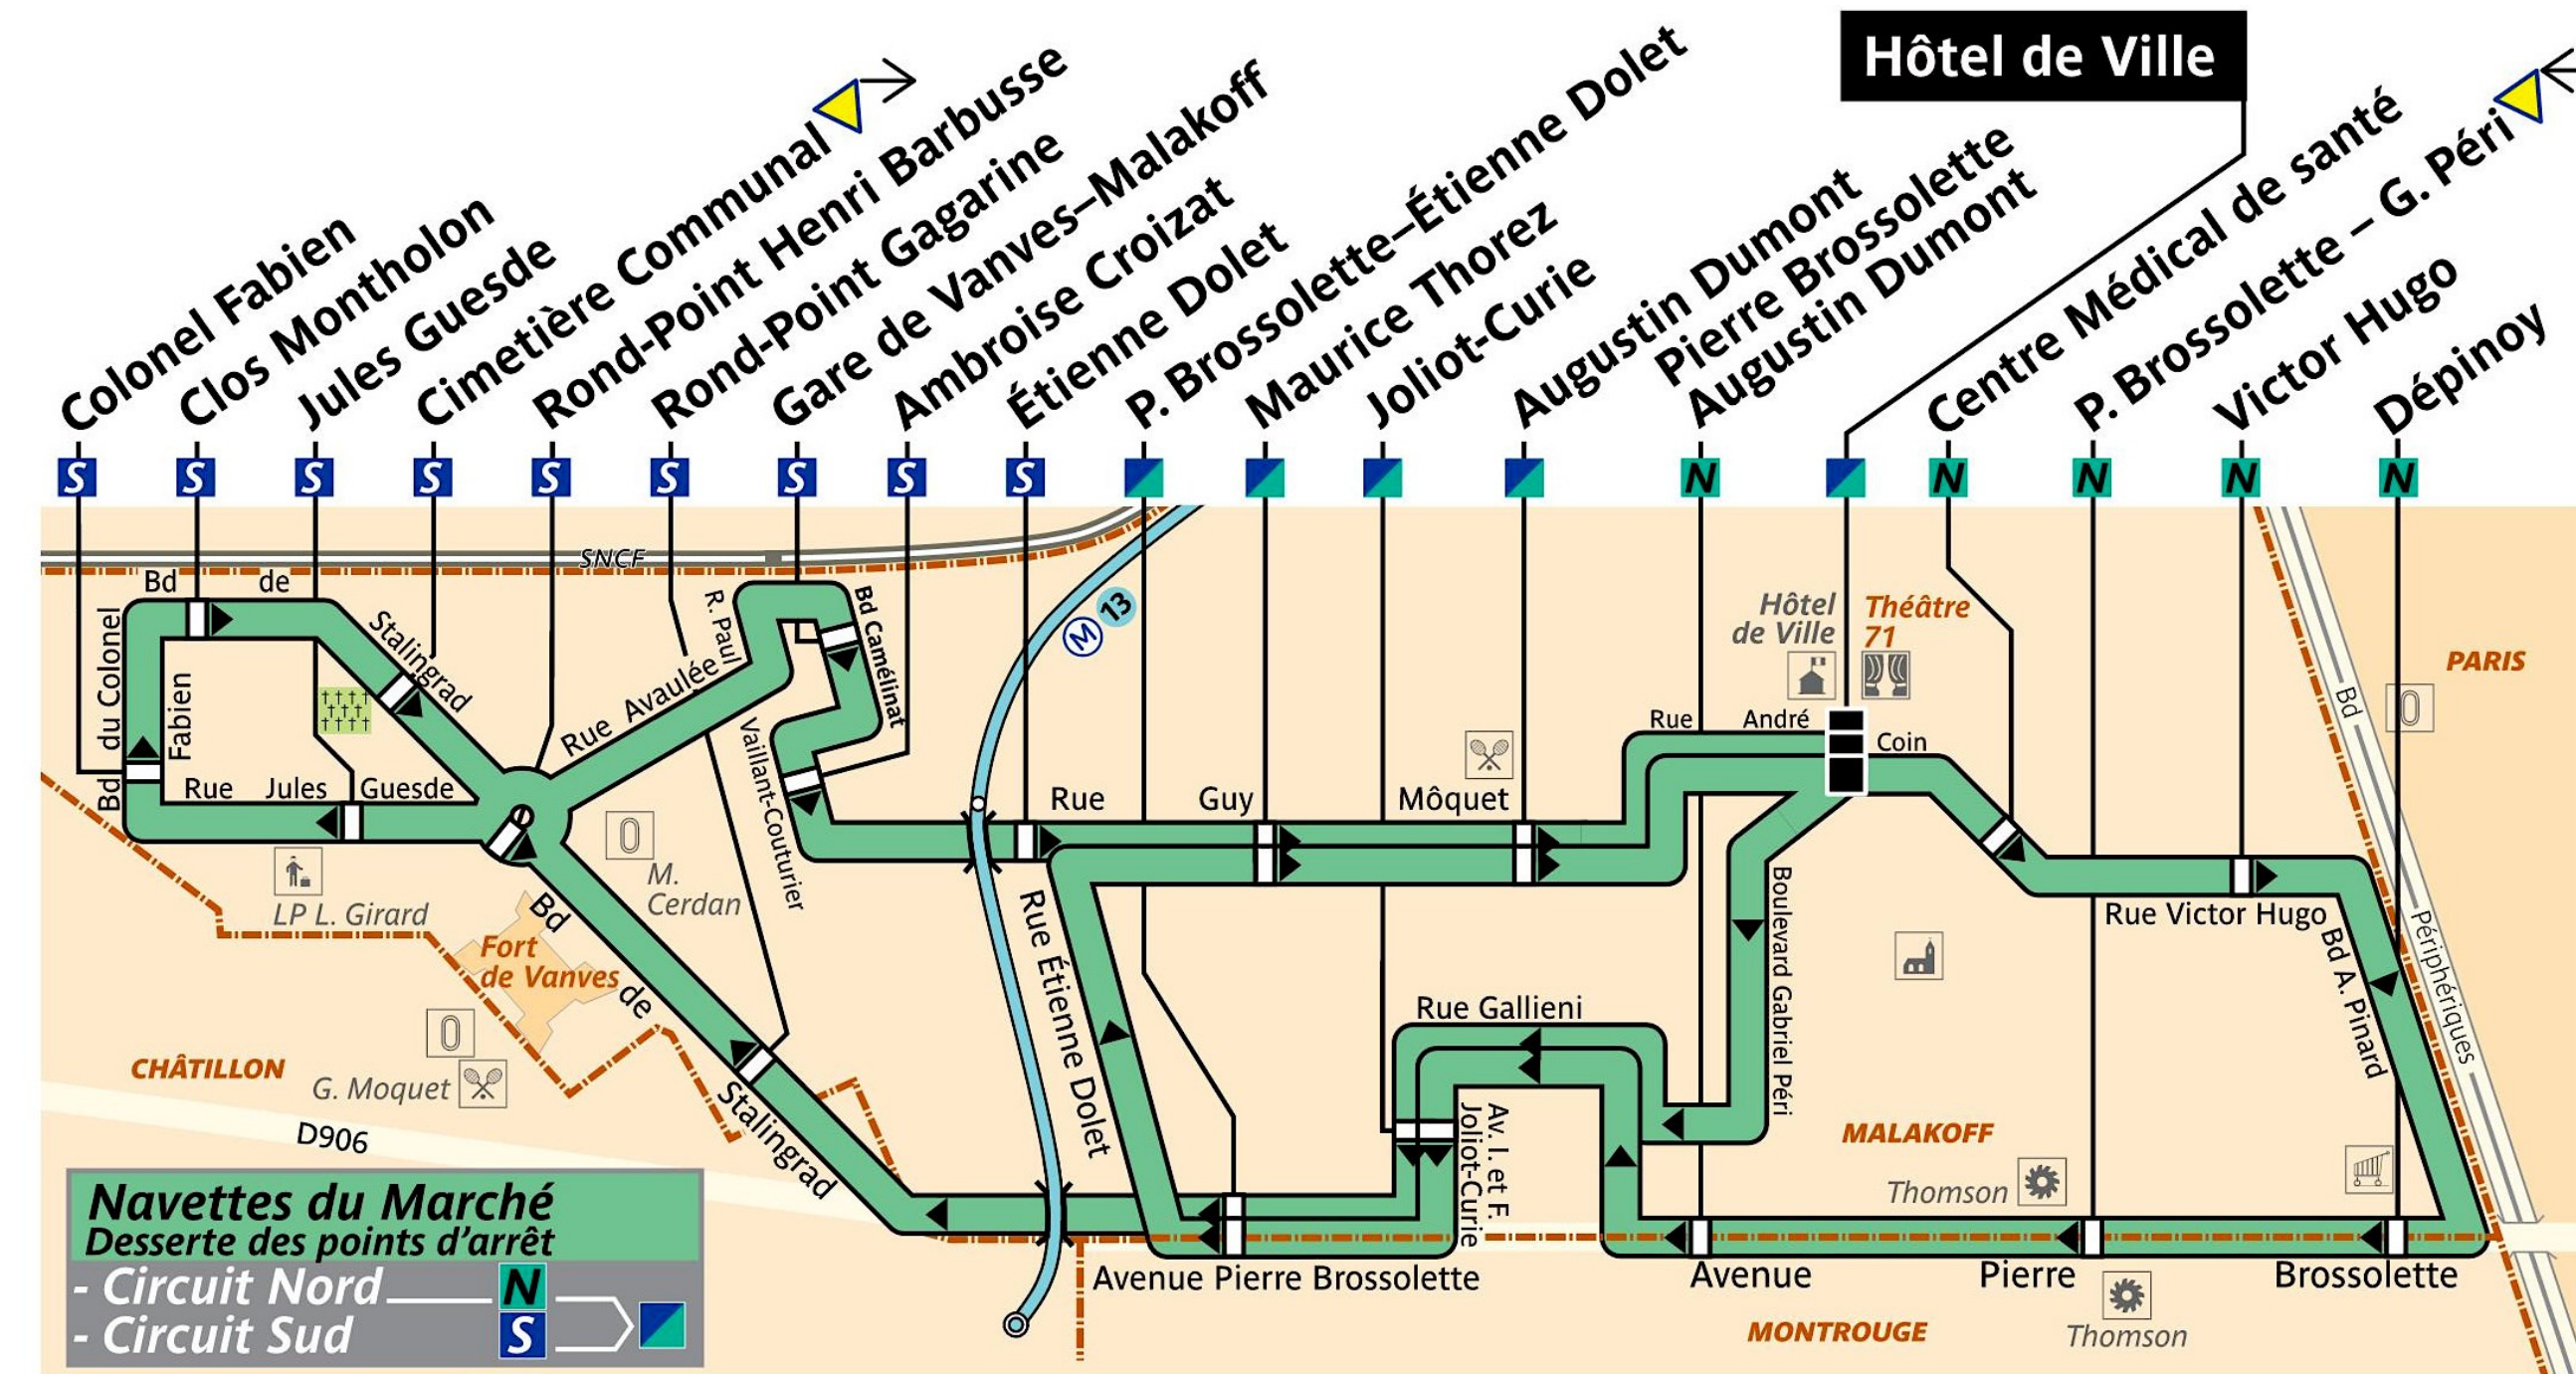 Hôtel de Ville
Colonel Fabien
Clos Montholon
Jules Guesde
Cimetière Communal
Rond-Point Henri Barbusse
Rond-Point Gagarine
Gare de Vanves–Malakoff
Ambroise Croizat
Étienne Dolet
P. Brossolette–Étienne Dolet
Maurice Thorez
Joliot-Curie
Augustin Dumont
Pierre Brossolette
Augustin Dumont
Centre Médical de santé
P. Brossolette – G. Péri
Victor Hugo
Dépinoy
S
S
S
S
S
S
S
S
S
N
N
N
N
N
SNCF
Bd de
Stalingrad
Bd du Colonel
Fabien
Rue Jules Guesde
R. Paul
Rue Avaulée
Bd Camélinat
Vaillant-Couturier
M 13
Hôtel
de Ville
Théâtre
71
PARIS
Bd
Périphériques
Rue André
Coin
Rue Guy Môquet
M.
Cerdan
LP L. Girard
Fort
de Vanves
Bd
de
Stalingrad
Rue Étienne Dolet
Boulevard Gabriel Péri
Rue Victor Hugo
Bd A. Pinard
Rue Gallieni
Av. I. et F.
Joliot-Curie
CHÂTILLON
G. Moquet
D906
MALAKOFF
Thomson
Avenue Pierre Brossolette
Avenue Pierre Brossolette
MONTROUGE
Thomson
Navettes du Marché
Desserte des points d'arrêt
- Circuit Nord N
- Circuit Sud S